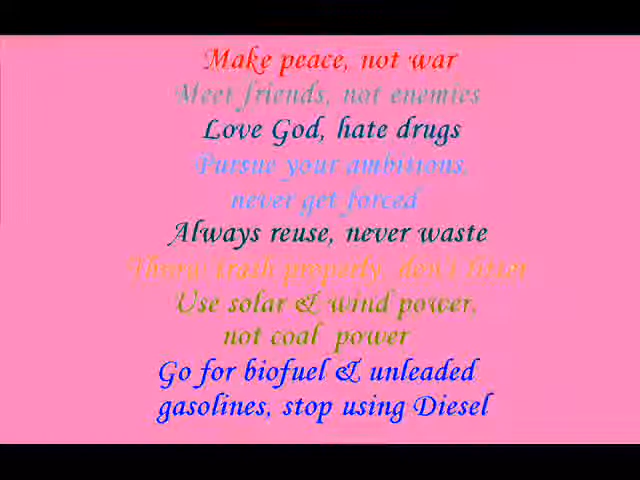 Make peace, not war
Meet friends, not enemies
Love God, hate drugs
Pursue your ambitions,
never get forced
Always reuse, never waste
Throw trash properly, don't litter
Use solar & wind power,
not coal power
Go for biofuel & unleaded
gasolines, stop using Diesel